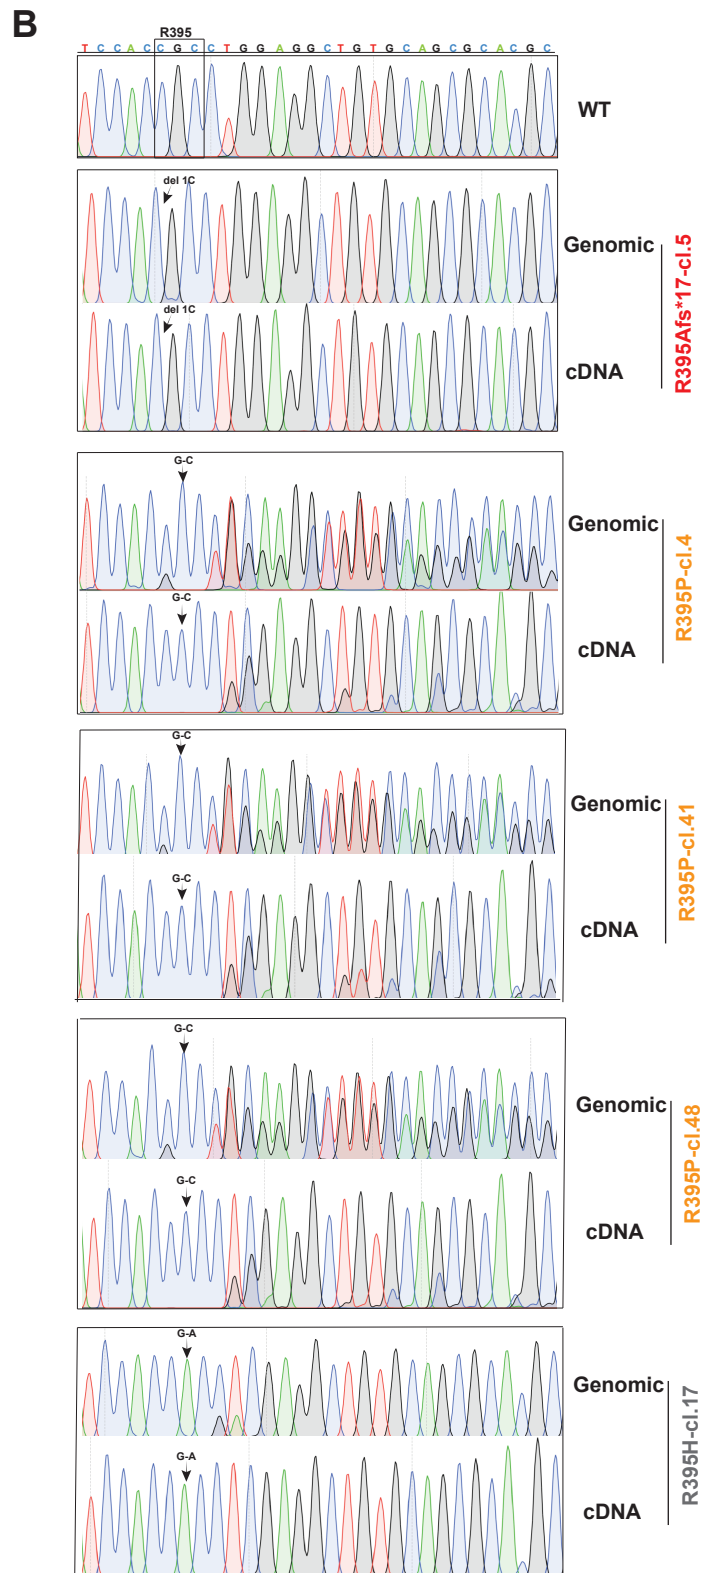 B
R395
T C C A C C G C C T G G A G G C T G T G C A G C G C A C G C
WT
del 1C
Genomic
del 1C
cDNA
R395Afs*17-cl.5
G-C
Genomic
G-C
cDNA
R395P-cl.4
G-C
Genomic
G-C
cDNA
R395P-cl.41
G-C
Genomic
G-C
cDNA
R395P-cl.48
G-A
Genomic
G-A
cDNA
R395H-cl.17